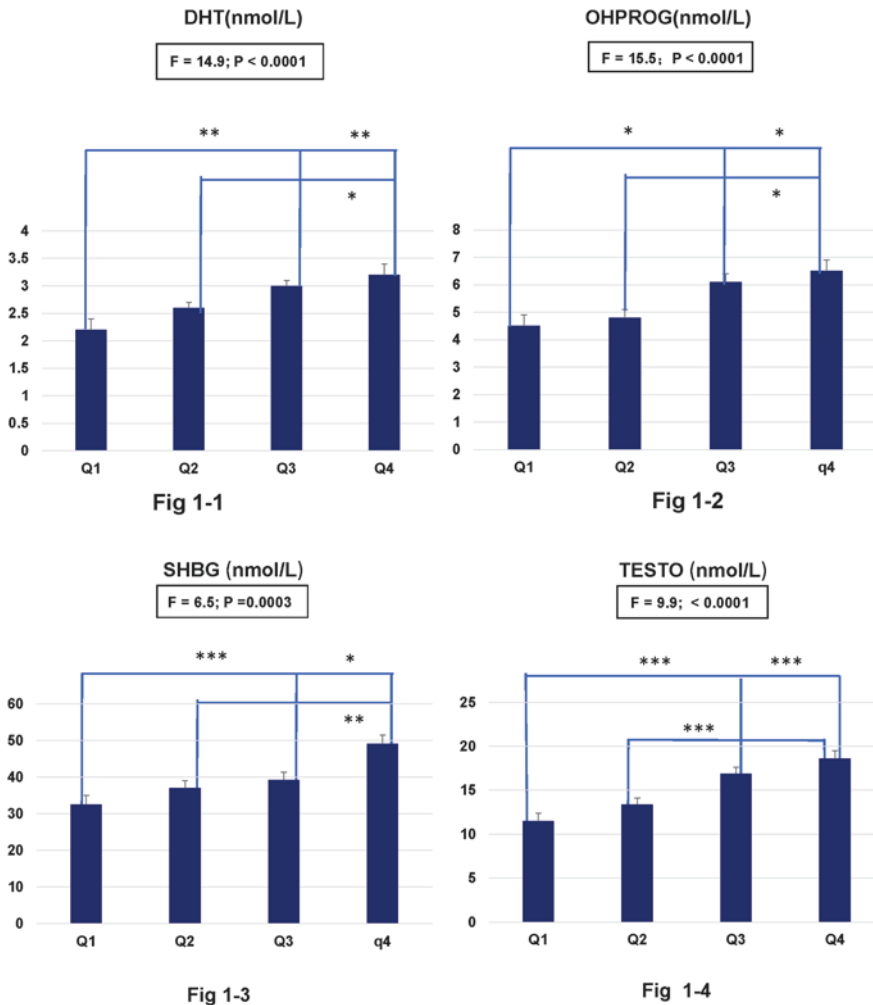 DHT(nmol/L)
F = 14.9; P < 0.0001
** **
*
4
3.5
3
2.5
2
1.5
1
0.5
0
Q1 Q2 Q3 Q4
Fig 1-1
OHPROG(nmol/L)
F = 15.5; P < 0.0001
* *
*
8
7
6
5
4
3
2
1
0
Q1 Q2 Q3 q4
Fig 1-2
SHBG (nmol/L)
F = 6.5; P =0.0003
*** *
**
60
50
40
30
20
10
0
Q1 Q2 Q3 q4
Fig 1-3
TESTO (nmol/L)
F = 9.9; < 0.0001
*** ***
***
25
20
15
10
5
0
Q1 Q2 Q3 Q4
Fig 1-4